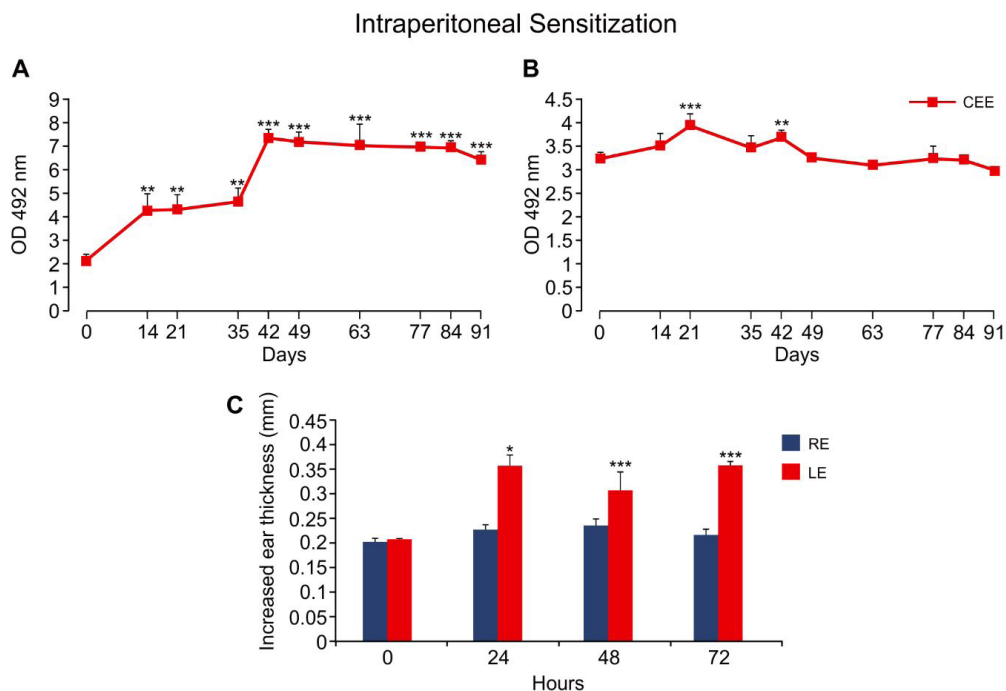 Intraperitoneal Sensitization
A
OD 492 nm
9
8
7
6
5
4
3
2
1
0
** ** ** *** *** *** *** *** ***
0 14 21 35 42 49 63 77 84 91
Days
B
OD 492 nm
4.5
4
3.5
3
2.5
2
1.5
1
0.5
0
*** **
CEE
0 14 21 35 42 49 63 77 84 91
Days
C
Increased ear thickness (mm)
0.45
0.4
0.35
0.3
0.25
0.2
0.15
0.1
0.05
0
* *** ***
RE
LE
0 24 48 72
Hours